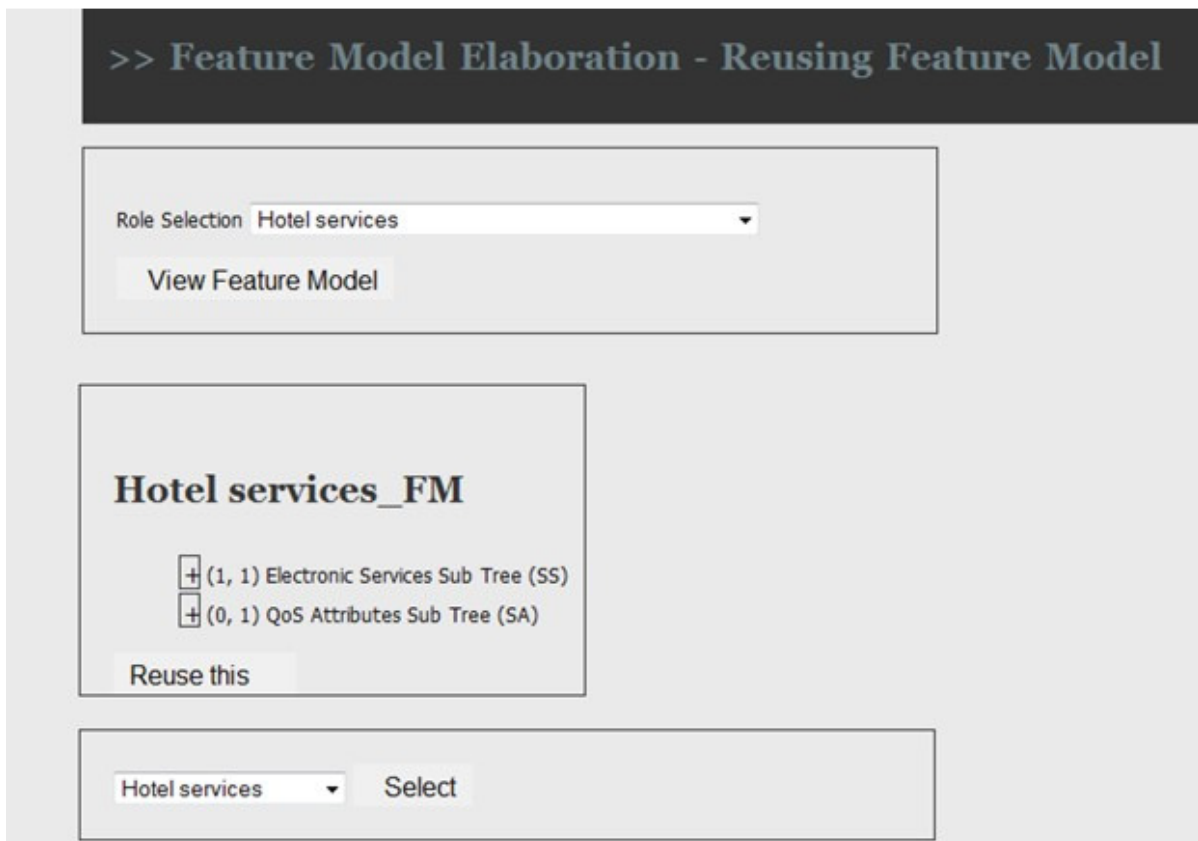 >> Feature Model Elaboration - Reusing Feature Model
Role Selection Hotel services
View Feature Model
Hotel services_FM
+ (1, 1) Electronic Services Sub Tree (SS)
+ (0, 1) QoS Attributes Sub Tree (SA)
Reuse this
Hotel services Select